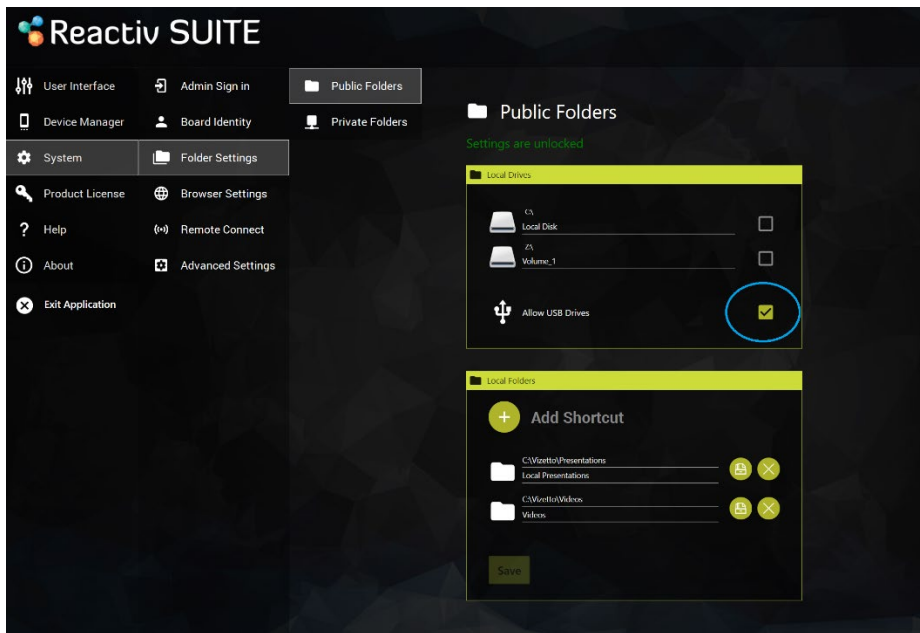 Reactiv SUITE
User Interface
Device Manager
System
Product License
Help
About
Exit Application
Admin Sign in
Board Identity
Folder Settings
Browser Settings
Remote Connect
Advanced Settings
Public Folders
Private Folders
Public Folders
Settings are unlocked
Local Drives
C:\
Local Disk
Z:\
Volume_1
Allow USB Drives
Local Folders
+ Add Shortcut
C:\Vizetto\Presentations
Local Presentations
C:\Vizetto\Videos
Videos
Save